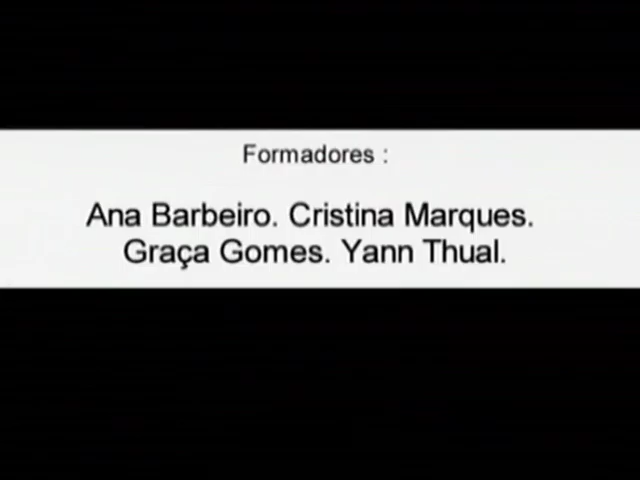 Formadores :
Ana Barbeiro. Cristina Marques.
Graça Gomes. Yann Thual.